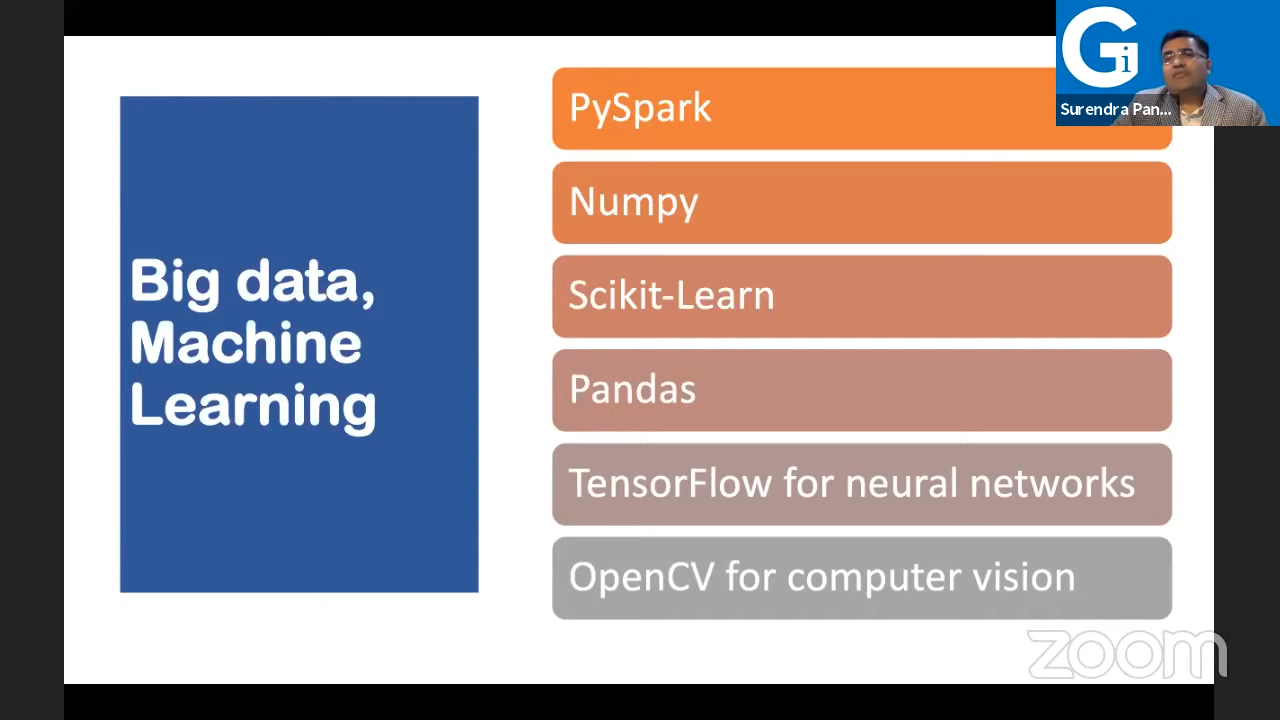 Big data,
Machine
Learning
PySpark
Numpy
Scikit-Learn
Pandas
TensorFlow for neural networks
OpenCV for computer vision
Gi
Surendra Pan...
zoom